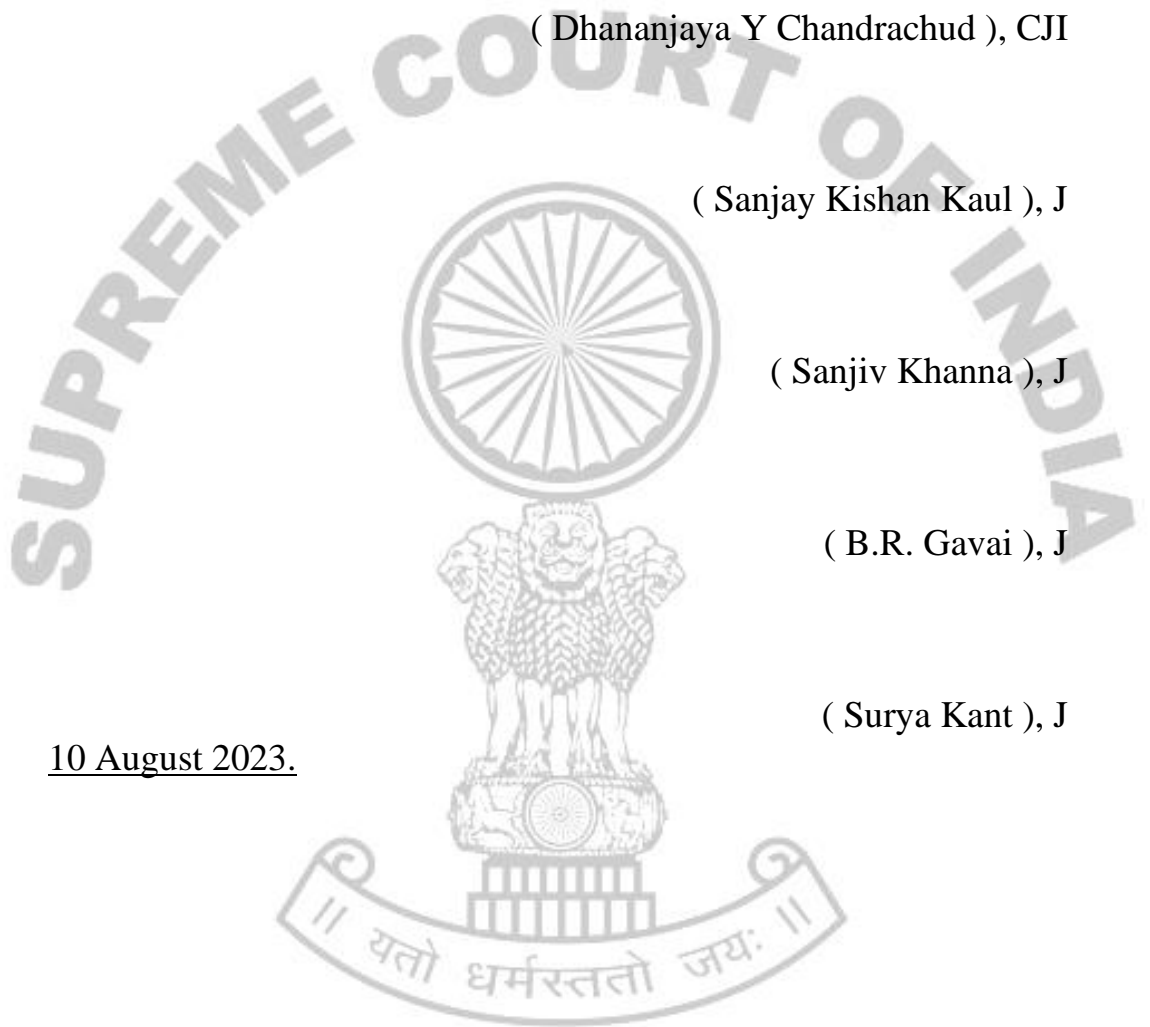 SUPREME COURT OF INDIA
( Dhananjaya Y Chandrachud ), CJI
( Sanjay Kishan Kaul ), J
( Sanjiv Khanna ), J
( B.R. Gavai ), J
( Surya Kant ), J
10 August 2023.
॥ यतो धर्मस्ततो जयः ॥